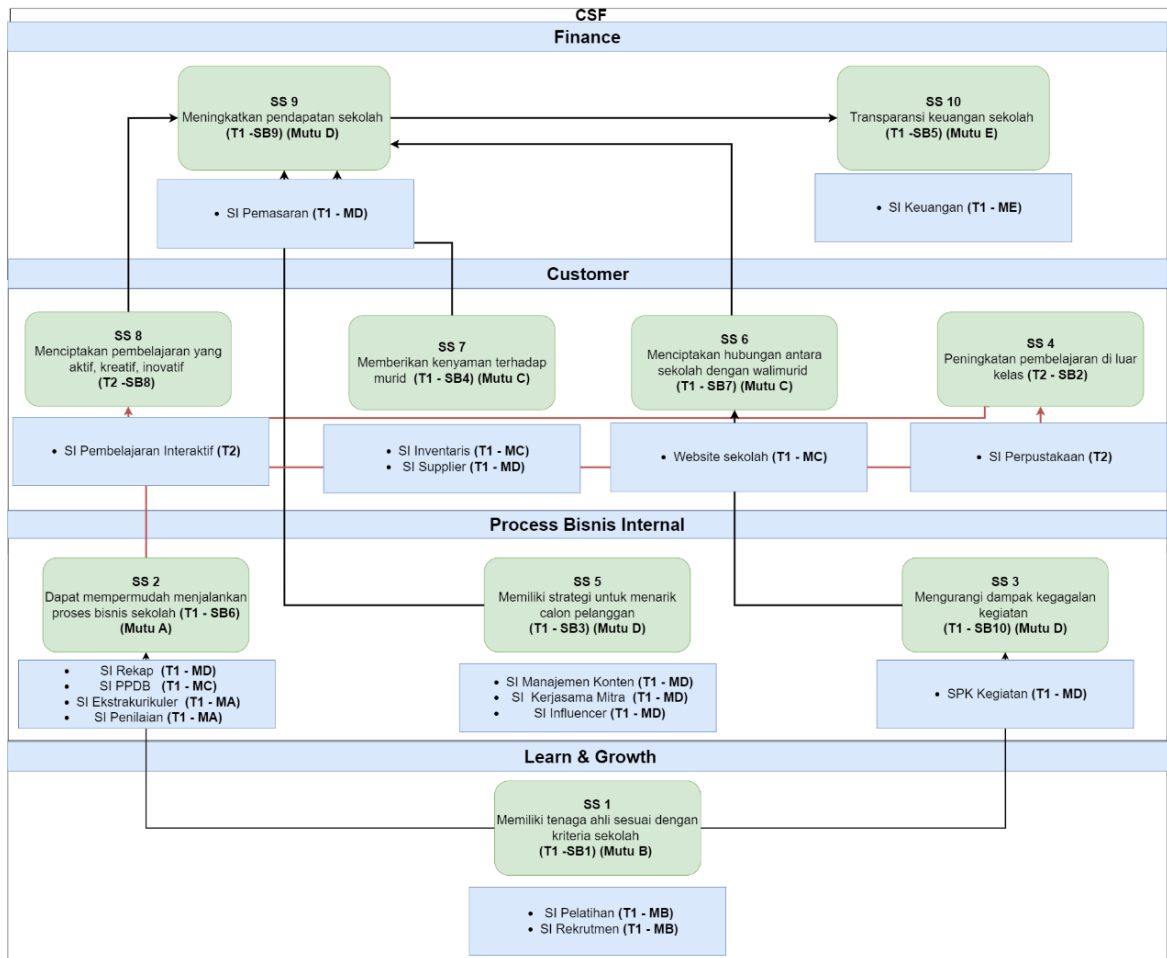 CSF
Finance
SS 9
Meningkatkan pendapatan sekolah
(T1 -SB9) (Mutu D)
SS 10
Transparansi keuangan sekolah
(T1 -SB5) (Mutu E)
• SI Pemasaran (T1 - MD)
• SI Keuangan (T1 - ME)
Customer
SS 8
Menciptakan pembelajaran yang
aktif, kreatif, inovatif
(T2 -SB8)
SS 7
Memberikan kenyaman terhadap
murid (T1 - SB4) (Mutu C)
SS 6
Menciptakan hubungan antara
sekolah dengan walimurid
(T1 - SB7) (Mutu C)
SS 4
Peningkatan pembelajaran di luar
kelas (T2 - SB2)
• SI Pembelajaran Interaktif (T2)
• SI Inventaris (T1 - MC)
• SI Supplier (T1 - MD)
• Website sekolah (T1 - MC)
• SI Perpustakaan (T2)
Process Bisnis Internal
SS 2
Dapat mempermudah menjalankan
proses bisnis sekolah (T1 - SB6)
(Mutu A)
SS 5
Memiliki strategi untuk menarik
calon pelanggan
(T1 - SB3) (Mutu D)
SS 3
Mengurangi dampak kegagalan
kegiatan
(T1 - SB10) (Mutu D)
• SI Rekap (T1 - MD)
• SI PPDB (T1 - MC)
• SI Ekstrakurikuler (T1 - MA)
• SI Penilaian (T1 - MA)
• SI Manajemen Konten (T1 - MD)
• SI Kerjasama Mitra (T1 - MD)
• SI Influencer (T1 - MD)
• SPK Kegiatan (T1 - MD)
Learn & Growth
SS 1
Memiliki tenaga ahli sesuai dengan
kriteria sekolah
(T1 -SB1) (Mutu B)
• SI Pelatihan (T1 - MB)
• SI Rekrutmen (T1 - MB)